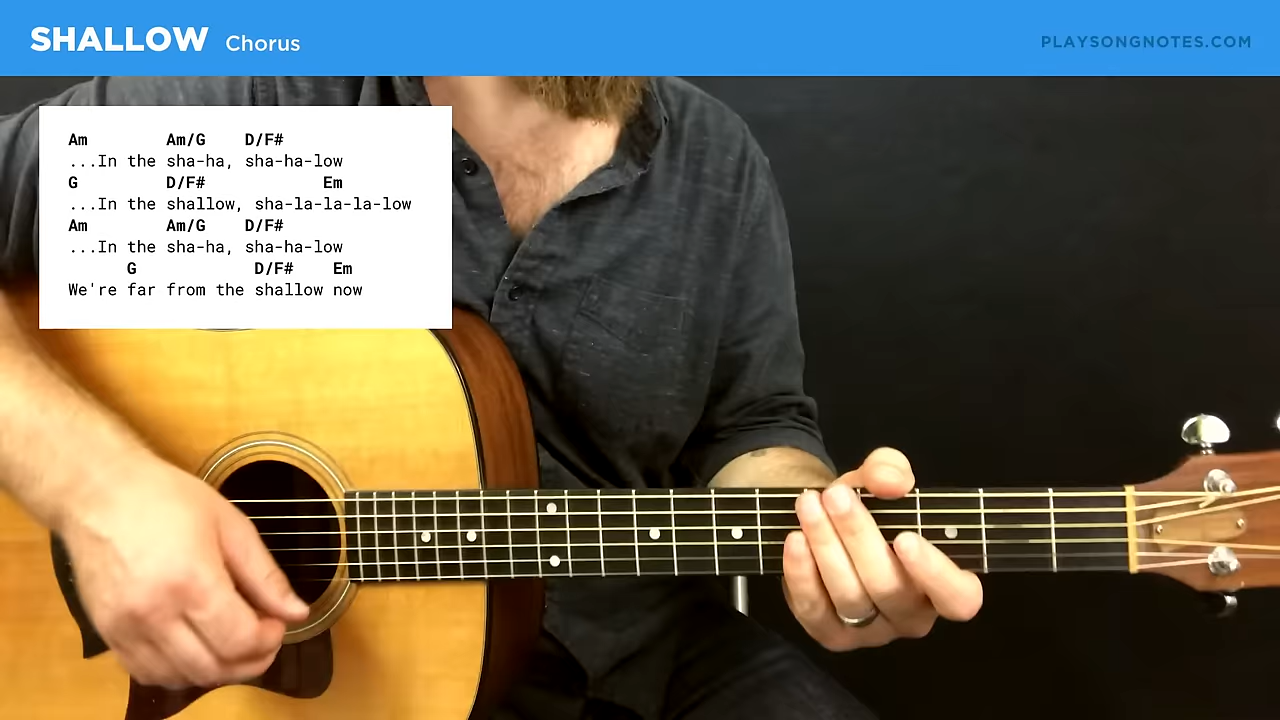 SHALLOW Chorus
PLAYSONGNOTES.COM
Am Am/G D/F#
...In the sha-ha, sha-ha-low
G D/F# Em
...In the shallow, sha-la-la-la-low
Am Am/G D/F#
...In the sha-ha, sha-ha-low
G D/F# Em
We're far from the shallow now